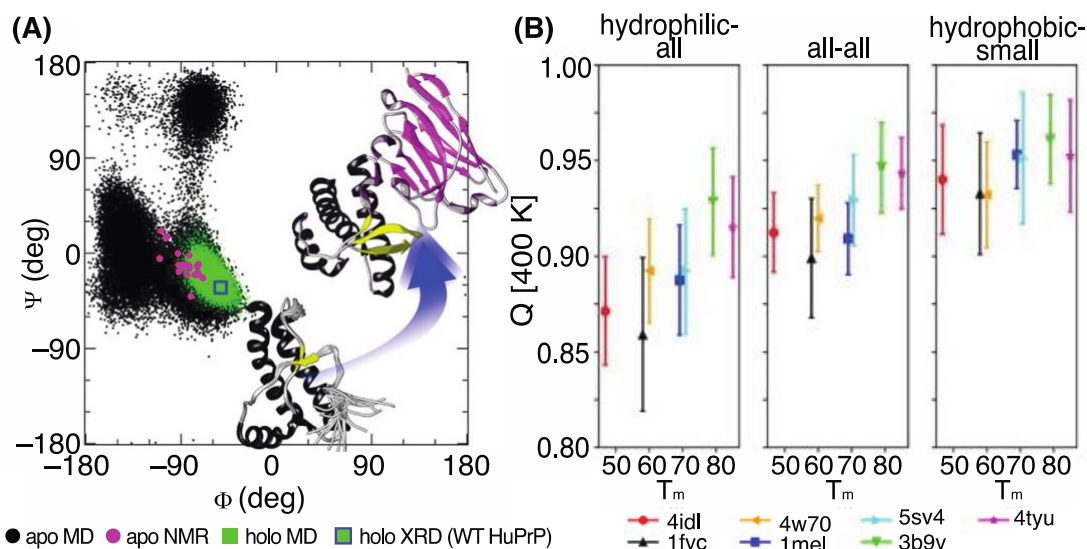 (A)
180
90
0
−90
−180
Ψ (deg)
−180 −90 0 90 180
Φ (deg)
apo MD apo NMR holo MD holo XRD (WT HuPrP)
(B)
hydrophilic-
all
all-all
hydrophobic-
small
1.00
0.95
0.90
0.85
0.80
Q [400 K]
50 60 70 80
50 60 70 80
50 60 70 80
Tm
Tm
Tm
4idl 4w70 5sv4 4tyu
1fvc 1mel 3b9v